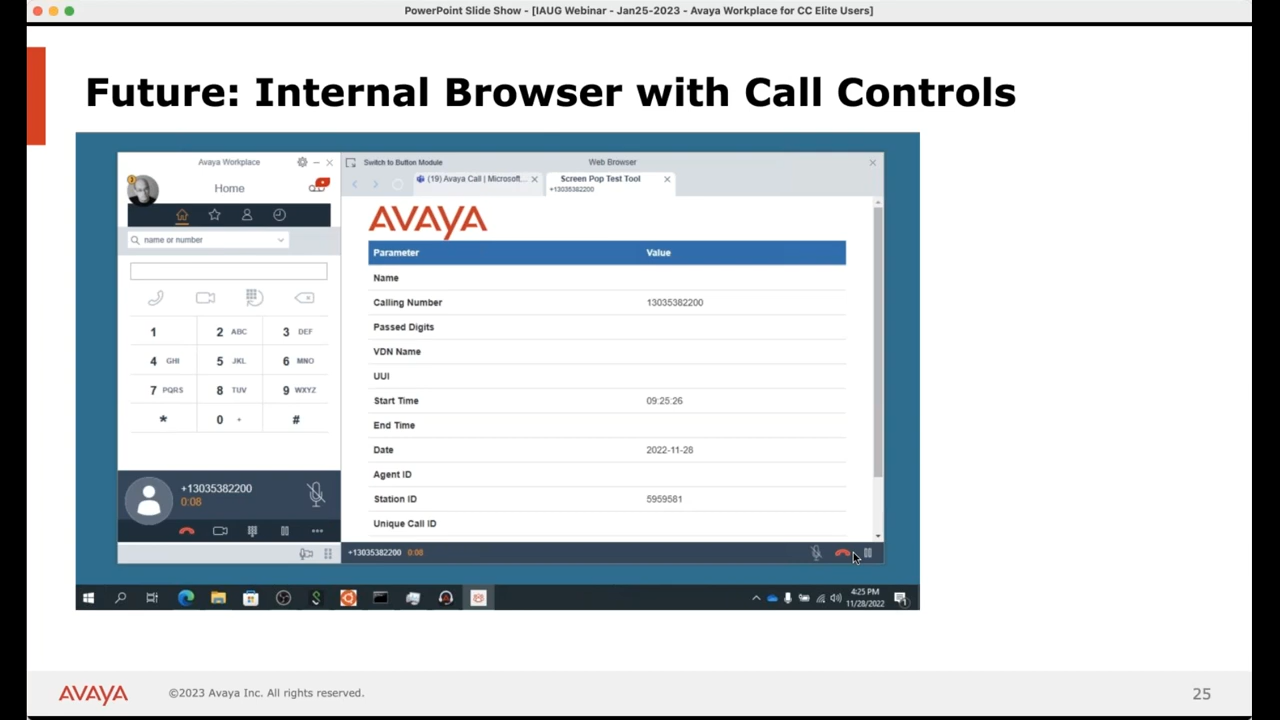 PowerPoint Slide Show - [IAUG Webinar - Jan25-2023 - Avaya Workplace for CC Elite Users]
Future: Internal Browser with Call Controls
Avaya Workplace
Switch to Button Module
Web Browser
(19) Avaya Call | Microsoft...
Screen Pop Test Tool
+13035382200
Home
name or number
1
2 ABC
3 DEF
4 GHI
5 JKL
6 MNO
7 PQRS
8 TUV
9 WXYZ
*
0
#
+13035382200
0:08
AVAYA
Parameter Value
Name
Calling Number 13035382200
Passed Digits
VDN Name
UUI
Start Time 09:25:26
End Time
Date 2022-11-28
Agent ID
Station ID 5959581
Unique Call ID
+13035382200 0:08
4:25 PM
11/28/2022
AVAYA
©2023 Avaya Inc. All rights reserved.
25